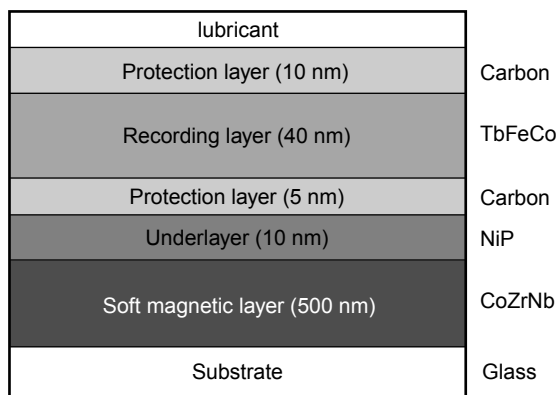 lubricant
Protection layer (10 nm) Carbon
Recording layer (40 nm) TbFeCo
Protection layer (5 nm) Carbon
Underlayer (10 nm) NiP
Soft magnetic layer (500 nm) CoZrNb
Substrate Glass